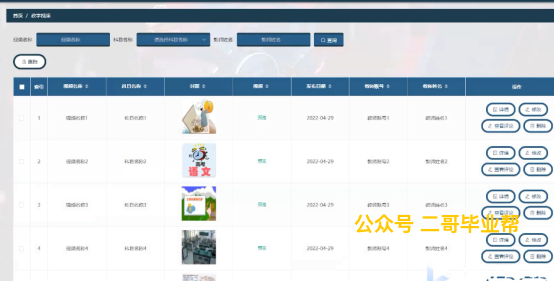 首页 / 教学视频
视频名称 视频名称 科目名称 请选择科目名称 教师姓名 教师姓名 查询
删除
索引 视频名称 科目名称 封面 视频 发布日期 教师账号 教师姓名 操作
1 视频名称1 科目名称1 预览 2022-04-29 教师账号1 教师姓名1 详情 修改
查看评论 删除
2 视频名称2 科目名称2 高考 语文 预览 2022-04-29 教师账号2 教师姓名2 详情 修改
查看评论 删除
3 视频名称3 科目名称3 预览 2022-04-29 教师账号3 教师姓名3 详情 修改
查看评论 删除
公众号 二哥毕业帮
4 视频名称4 科目名称4 预览 2022-04-29 教师账号4 教师姓名4 详情 修改
查看评论 删除